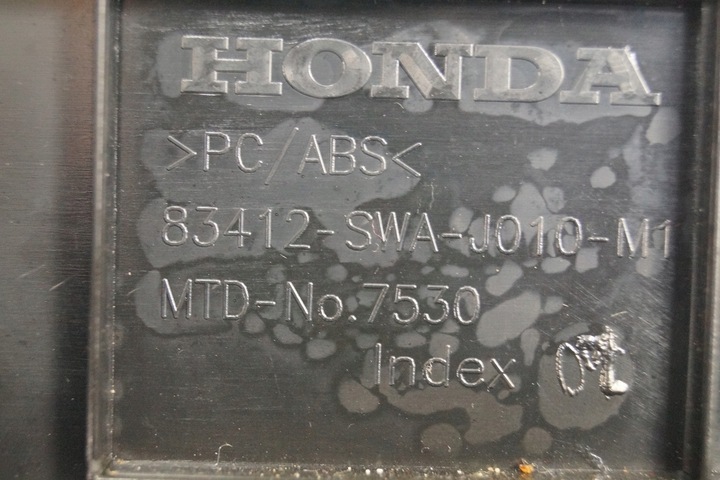 HONDA
>PC/ABS<
83412-SWA-J010-M1
MTD-No.7530
Index